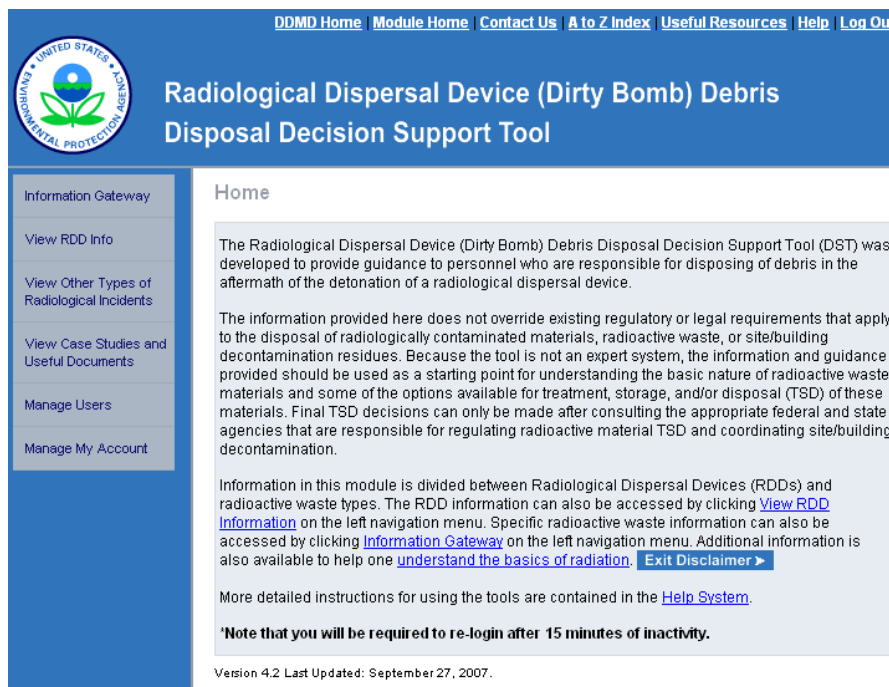 DDMD Home | Module Home | Contact Us | A to Z Index | Useful Resources | Help | Log Ou
UNITED STATES
ENVIRONMENTAL PROTECTION AGENCY
Radiological Dispersal Device (Dirty Bomb) Debris
Disposal Decision Support Tool
Information Gateway
View RDD Info
View Other Types of
Radiological Incidents
View Case Studies and
Useful Documents
Manage Users
Manage My Account
Home
The Radiological Dispersal Device (Dirty Bomb) Debris Disposal Decision Support Tool (DST) was
developed to provide guidance to personnel who are responsible for disposing of debris in the
aftermath of the detonation of a radiological dispersal device.
The information provided here does not override existing regulatory or legal requirements that apply
to the disposal of radiologically contaminated materials, radioactive waste, or site/building
decontamination residues. Because the tool is not an expert system, the information and guidance
provided should be used as a starting point for understanding the basic nature of radioactive waste
materials and some of the options available for treatment, storage, and/or disposal (TSD) of these
materials. Final TSD decisions can only be made after consulting the appropriate federal and state
agencies that are responsible for regulating radioactive material TSD and coordinating site/building
decontamination.
Information in this module is divided between Radiological Dispersal Devices (RDDs) and
radioactive waste types. The RDD information can also be accessed by clicking View RDD
Information on the left navigation menu. Specific radioactive waste information can also be
accessed by clicking Information Gateway on the left navigation menu. Additional information is
also available to help one understand the basics of radiation. Exit Disclaimer ➤
More detailed instructions for using the tools are contained in the Help System.
*Note that you will be required to re-login after 15 minutes of inactivity.
Version 4.2 Last Updated: September 27, 2007.